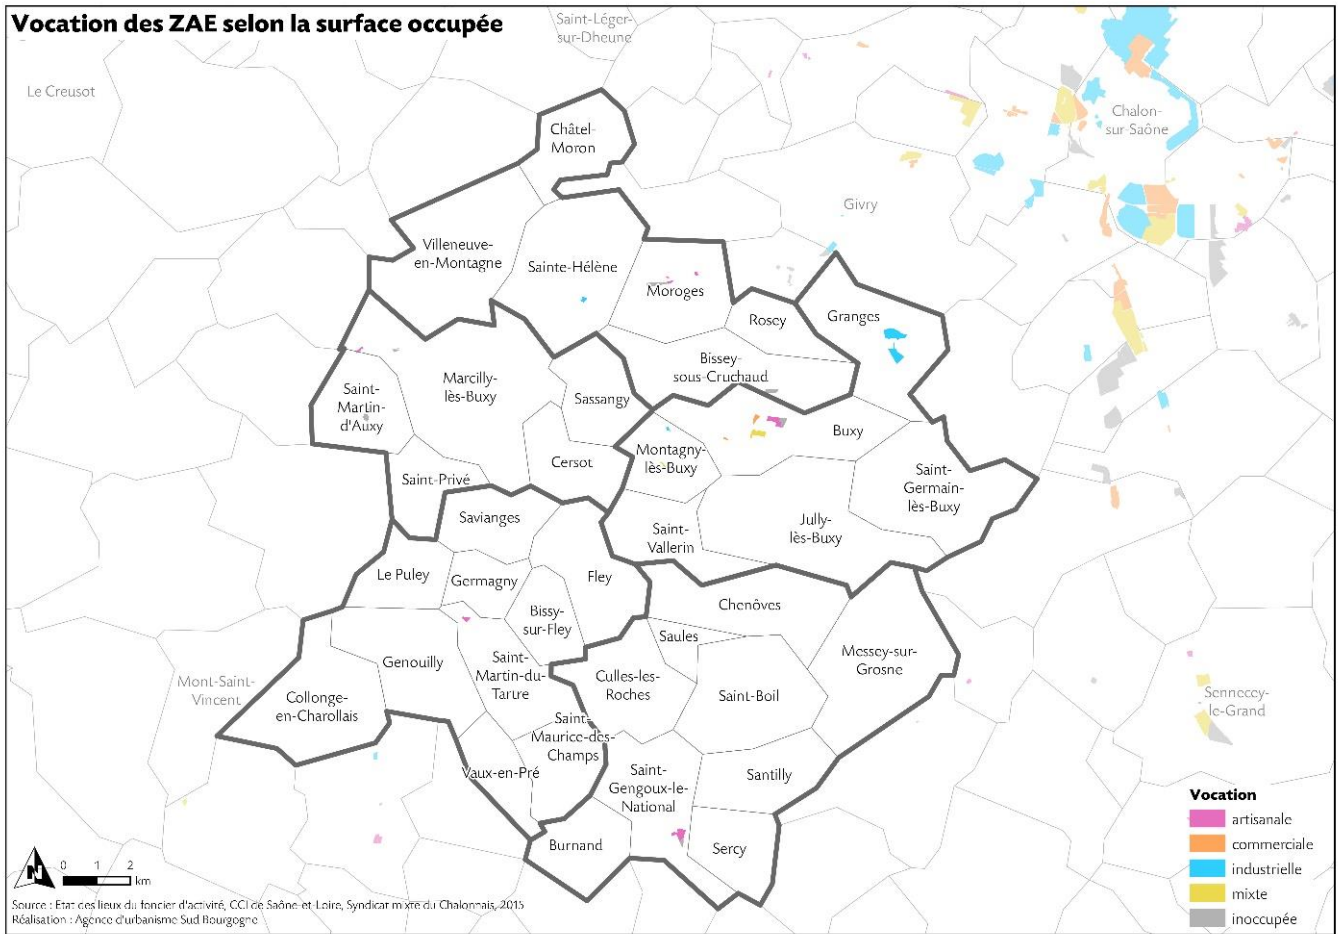 Vocation des ZAE selon la surface occupée
Saint-Léger-
sur-Dheune
Le Creusot
Châtel-
Moron
Chalon-
sur-Saône
Givry
Villeneuve-
en-Montagne
Sainte-Hélène
Moroges
Rosey
Granges
Bissey-
sous-Cruchaud
Saint-
Martin-
d'Auxy
Marcilly-
lès-Buxy
Sassangy
Buxy
Cersot
Montagny-
lès-Buxy
Saint-Privé
Saint-
Germain-
lès-Buxy
Savianges
Saint-
Vallerin
Jully-
lès-Buxy
Le Puley
Germagny
Fley
Bissy-
sur-Fley
Chenôves
Saules
Messey-sur-
Grosne
Genouilly
Saint-
Martin-du-
Tartre
Culles-les-
Roches
Saint-Boil
Mont-Saint-
Vincent
Collonge-
en-Charollais
Sennecey-
le-Grand
Saint-
Maurice-des-
Champs
Vaux-en-Pré
Saint-
Gengoux-le-
National
Santilly
Burnand
Sercy
Vocation
artisanale
commerciale
industrielle
mixte
inoccupée
N
0 1 2
km
Source : Etat des lieux du foncier d'activité, CCI de Saône-et-Loire, Syndicat mixte du Chalonnais, 2015
Réalisation : Agence d'urbanisme Sud Bourgogne